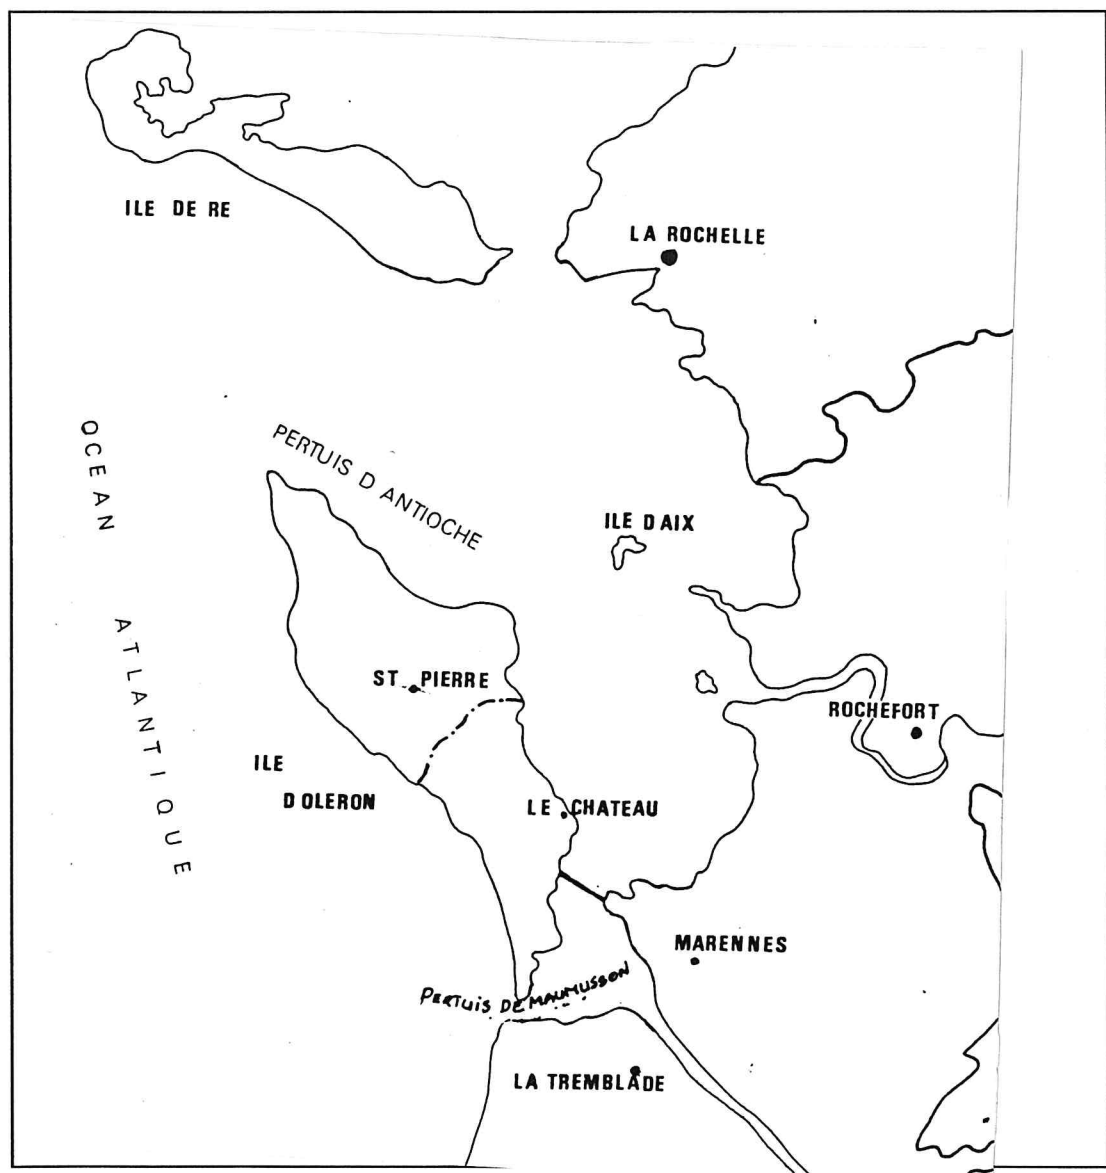 ILE DE RE
LA ROCHELLE
OCEAN ATLANTIQUE
PERTUIS D ANTIOCHE
ILE D AIX
ST PIERRE
ROCHEFORT
ILE
D OLERON
LE CHATEAU
MARENNES
PERTUIS DE MAUMUSSON
LA TREMBLADE